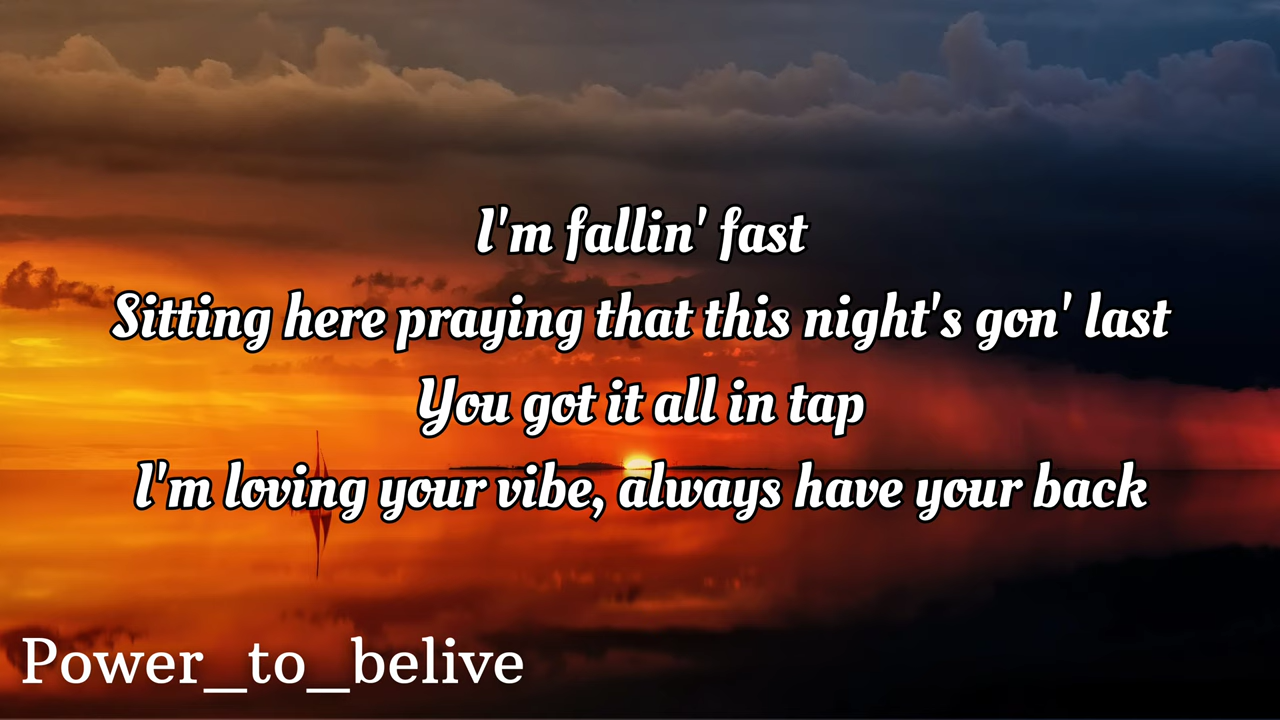 I'm fallin' fast
Sitting here praying that this night's gon' last
You got it all in tap
I'm loving your vibe, always have your back
Power_to_belive